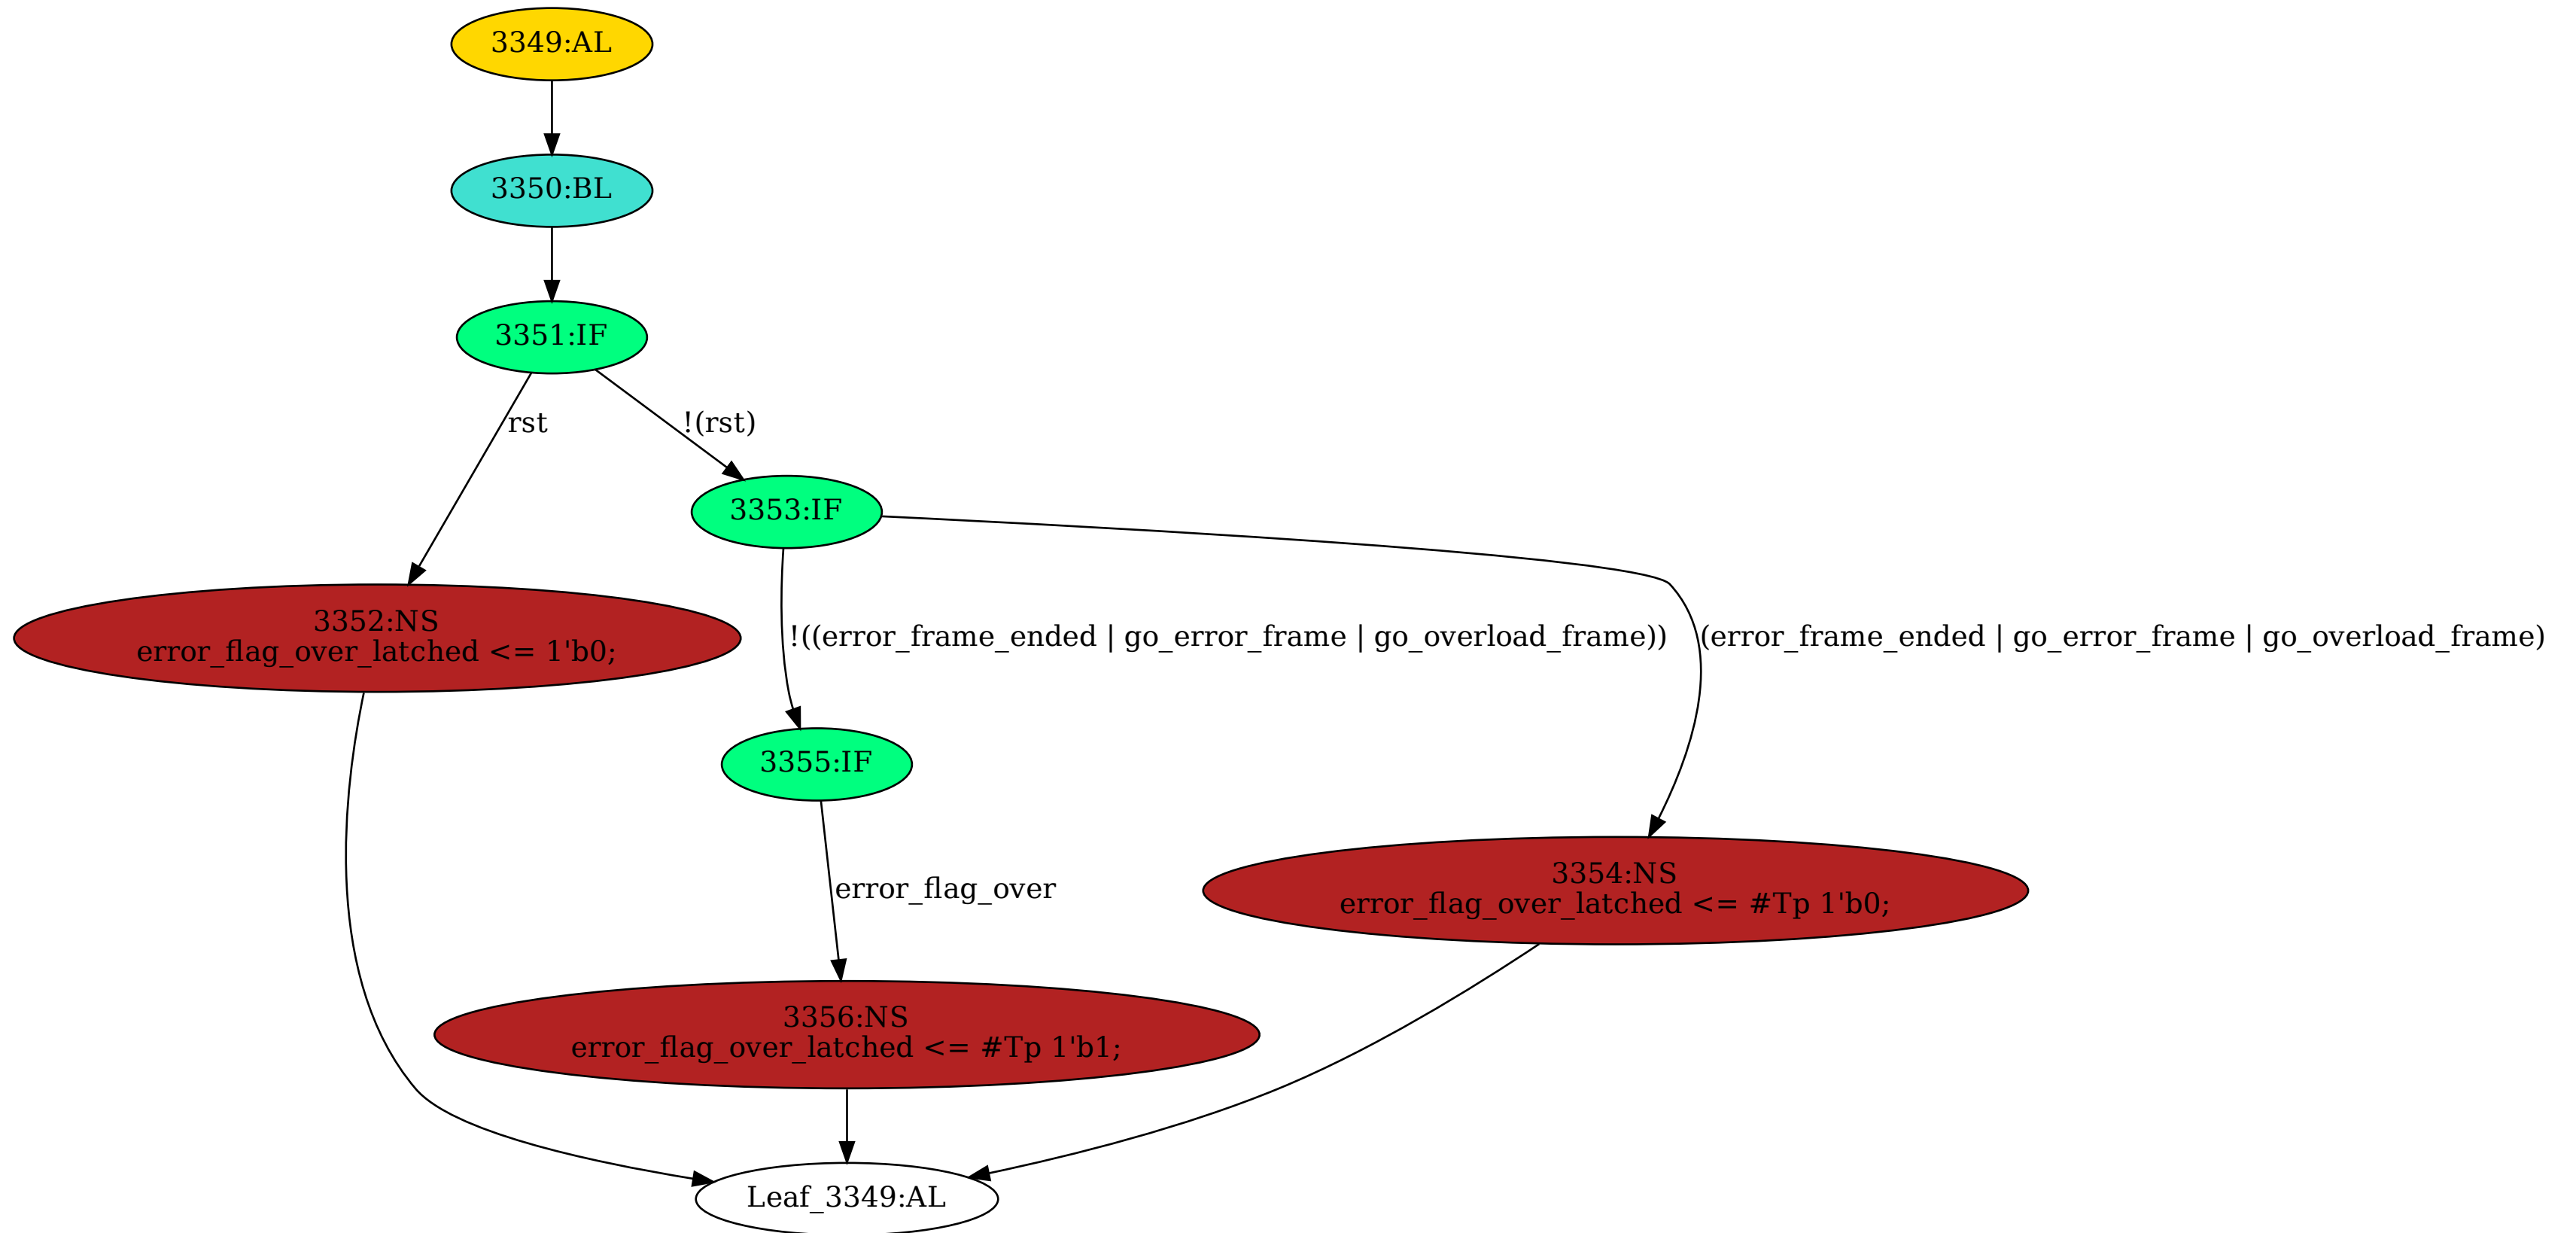 3349:AL
3350:BL
3351:IF
rst
!(rst)
3353:IF
3352:NS
error_flag_over_latched <= 1'b0;
!((error_frame_ended | go_error_frame | go_overload_frame))
(error_frame_ended | go_error_frame | go_overload_frame)
3355:IF
error_flag_over
3354:NS
error_flag_over_latched <= #Tp 1'b0;
3356:NS
error_flag_over_latched <= #Tp 1'b1;
Leaf_3349:AL